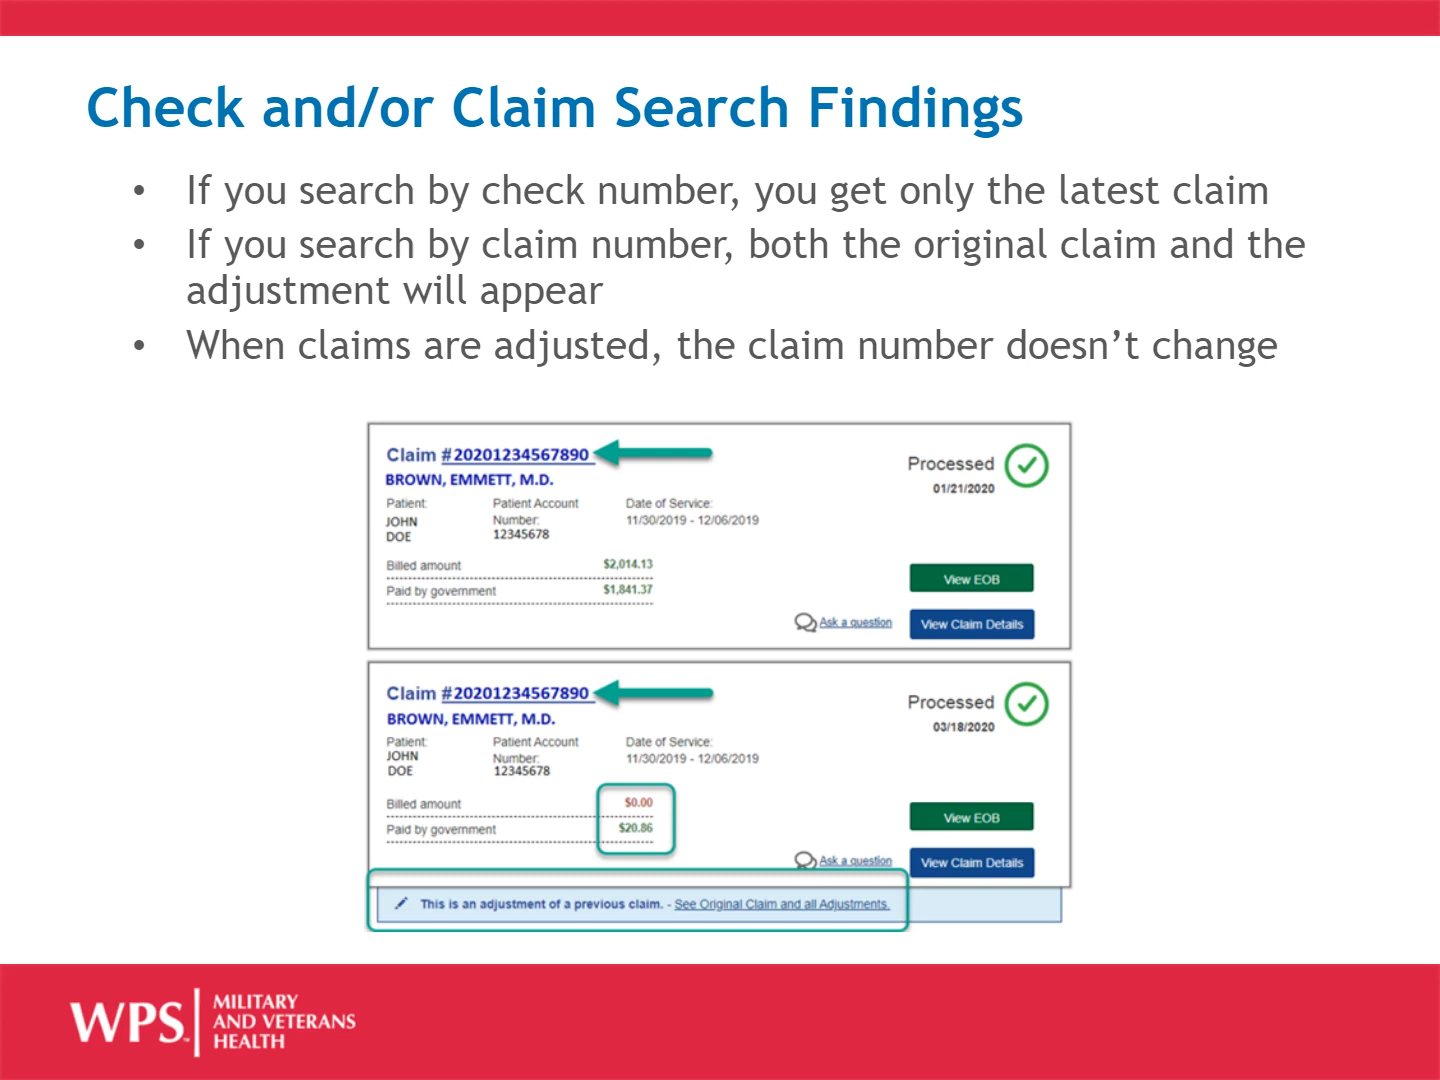 Check and/or Claim Search Findings
• If you search by check number, you get only the latest claim
• If you search by claim number, both the original claim and the
adjustment will appear
• When claims are adjusted, the claim number doesn’t change
Claim #20201234567890
BROWN, EMMETT, M.D.
Processed
01/21/2020
Patient: Patient Account Date of Service:
JOHN Number: 11/30/2019 - 12/06/2019
DOE 12345678
Billed amount $2,014.13
Paid by government $1,841.37
View EOB
Ask a question View Claim Details
Claim #20201234567890
BROWN, EMMETT, M.D.
Processed
03/18/2020
Patient: Patient Account Date of Service:
JOHN Number: 11/30/2019 - 12/06/2019
DOE 12345678
Billed amount $0.00
Paid by government $20.86
View EOB
Ask a question View Claim Details
This is an adjustment of a previous claim. - See Original Claim and all Adjustments.
WPS™
MILITARY
AND VETERANS
HEALTH